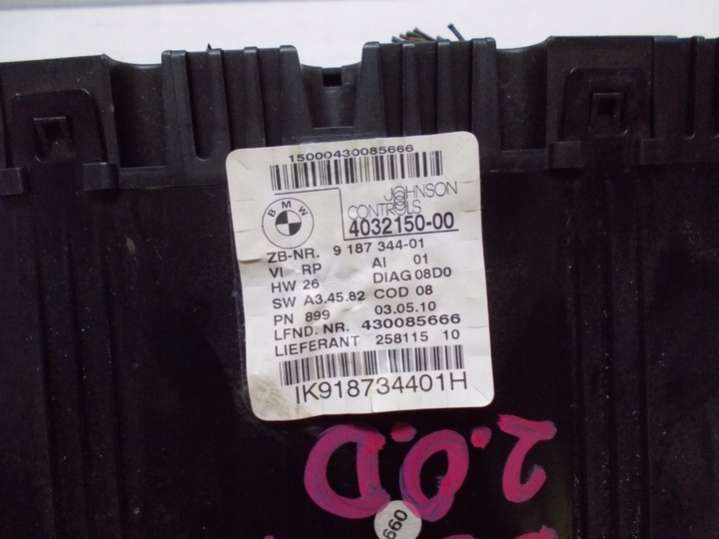 15000430085666
BMW
JOHNSON
CONTROLS
4032150-00
ZB-NR. 9 187 344-01
VI RP AI 01
HW 26 DIAG 08D0
SW A3.45.82 COD 08
PN 899 03.05.10
LFND. NR. 430085666
LIEFERANT 258115 10
IK918734401H
2.0D
660